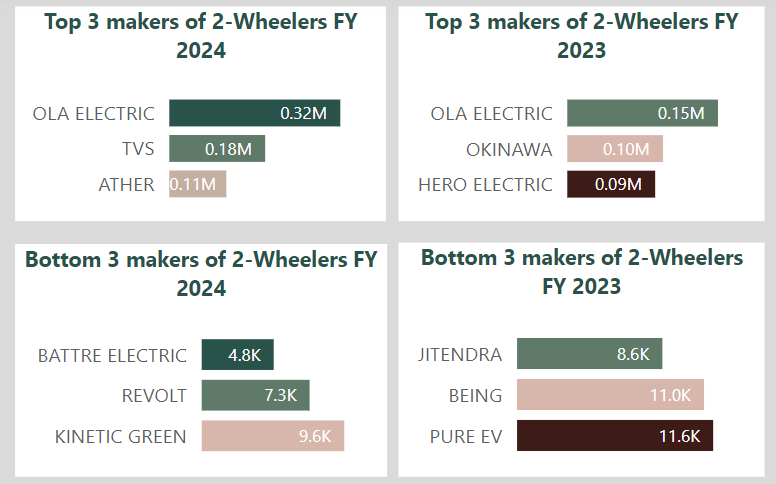 Top 3 makers of 2-Wheelers FY
2024
OLA ELECTRIC 0.32M
TVS 0.18M
ATHER 0.11M
Top 3 makers of 2-Wheelers FY
2023
OLA ELECTRIC 0.15M
OKINAWA 0.10M
HERO ELECTRIC 0.09M
Bottom 3 makers of 2-Wheelers FY
2024
BATTRE ELECTRIC 4.8K
REVOLT 7.3K
KINETIC GREEN 9.6K
Bottom 3 makers of 2-Wheelers
FY 2023
JITENDRA 8.6K
BEING 11.0K
PURE EV 11.6K